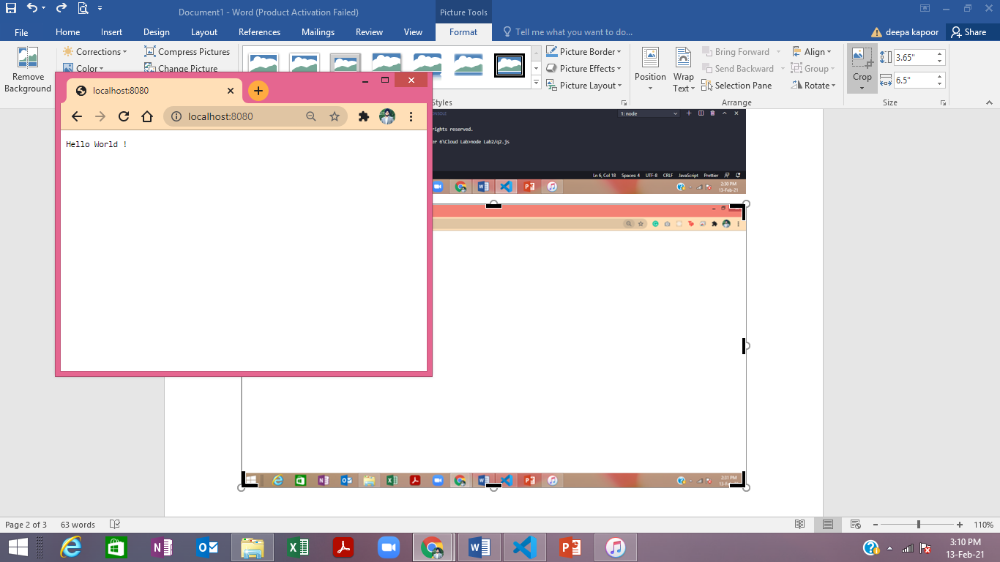 Document1 - Word (Product Activation Failed)
Picture Tools
File Home Insert Design Layout References Mailings Review View Format Tell me what you want to do... deepa kapoor Share
Remove Background
Corrections
Color
Compress Pictures
Change Picture
Picture Border
Picture Effects
Picture Layout
Position
Wrap Text
Bring Forward
Send Backward
Selection Pane
Align
Group
Rotate
Crop
3.65"
6.5"
Styles
Arrange
Size
localhost:8080
localhost:8080
Hello World !
ONSOLE
1: node
rights reserved.
er 6\Cloud Lab>node Lab2/q2.js
Ln 6, Col 18 Spaces: 4 UTF-8 CRLF JavaScript Prettier
2:30 PM
13-Feb-21
2:31 PM
Page 2 of 3 63 words
110%
3:10 PM
13-Feb-21